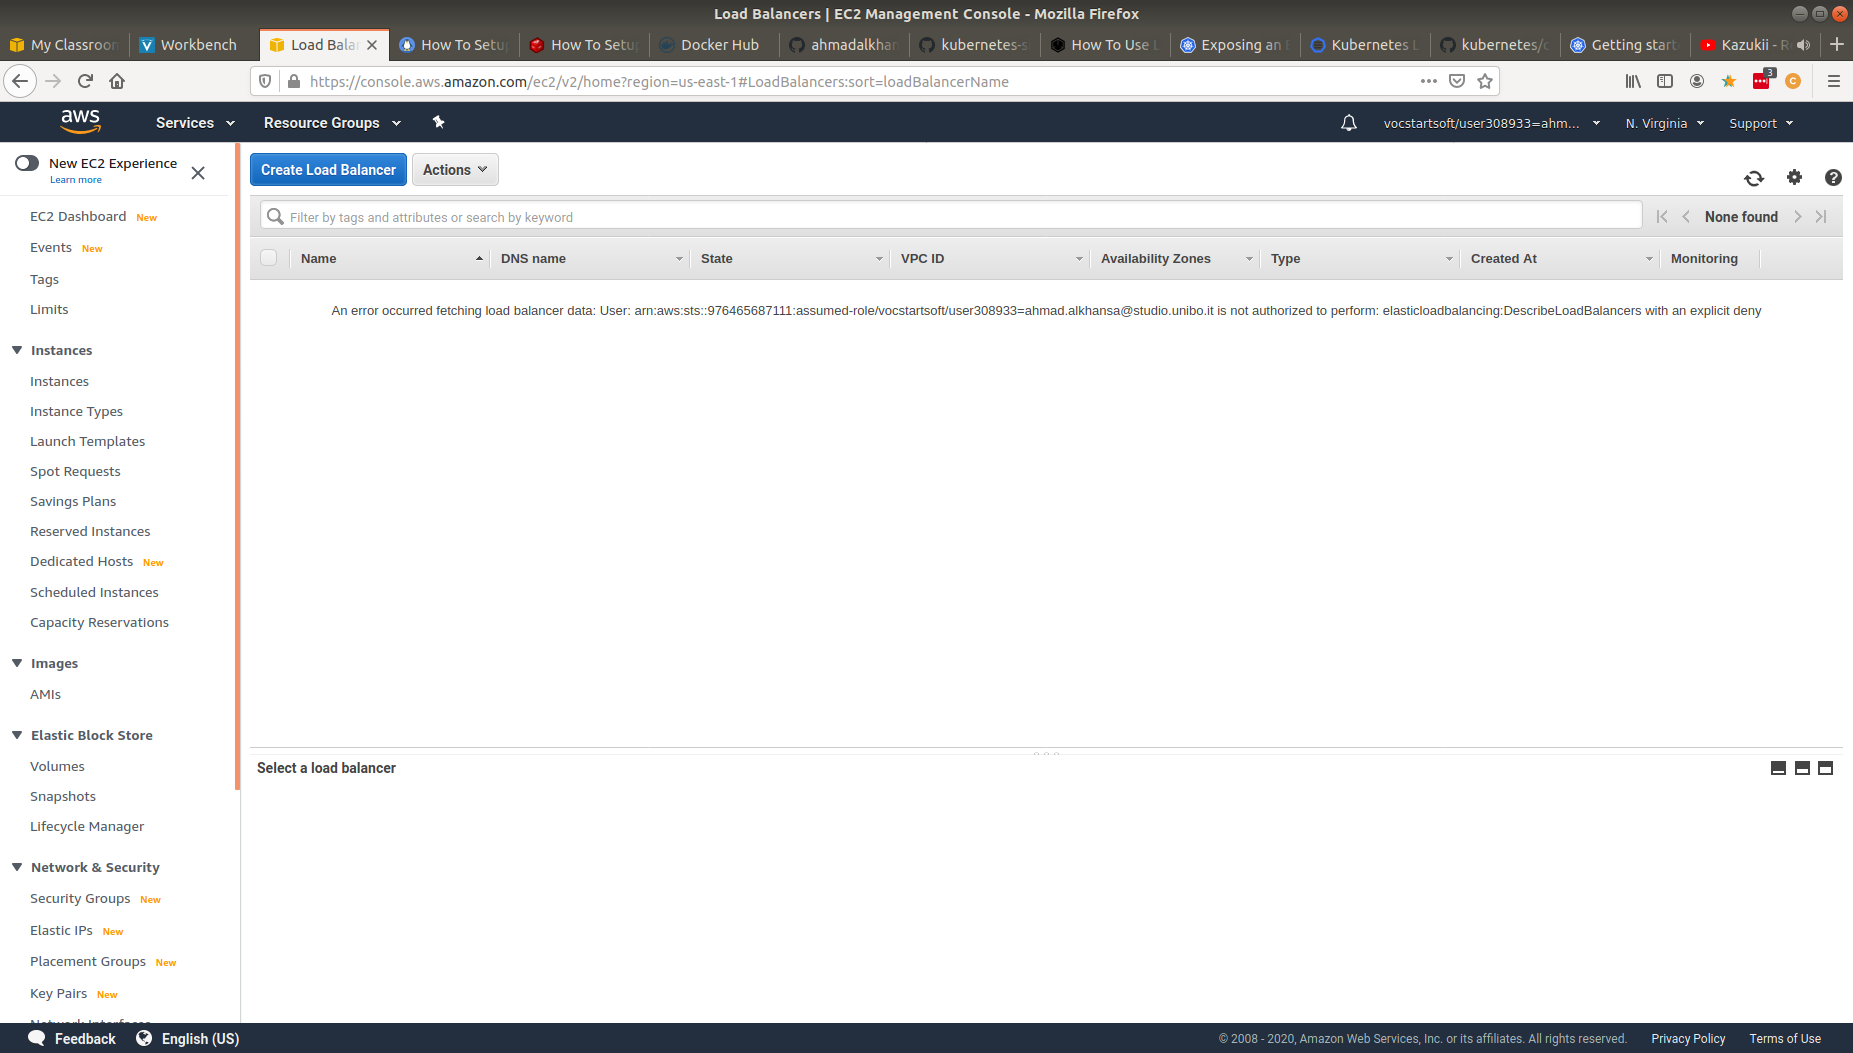 Load Balancers | EC2 Management Console - Mozilla Firefox
My Classroom
Workbench
Load Balan
How To Setu
How To Setu
Docker Hub
ahmadalkhan
kubernetes-s
How To Use L
Exposing an E
Kubernetes L
kubernetes/
Getting start
Kazukii - R
https://console.aws.amazon.com/ec2/v2/home?region=us-east-1#LoadBalancers:sort=loadBalancerName
3
C
aws
Services
Resource Groups
vocstartsoft/user308933=ahm...
N. Virginia
Support
New EC2 Experience
Learn more
EC2 Dashboard New
Events New
Tags
Limits
Instances
Instances
Instance Types
Launch Templates
Spot Requests
Savings Plans
Reserved Instances
Dedicated Hosts New
Scheduled Instances
Capacity Reservations
Images
AMIs
Elastic Block Store
Volumes
Snapshots
Lifecycle Manager
Network & Security
Security Groups New
Elastic IPs New
Placement Groups New
Key Pairs New
Network Interfaces
Create Load Balancer
Actions
Filter by tags and attributes or search by keyword
None found
Name
DNS name
State
VPC ID
Availability Zones
Type
Created At
Monitoring
An error occurred fetching load balancer data: User: arn:aws:sts::976465687111:assumed-role/vocstartsoft/user308933=ahmad.alkhansa@studio.unibo.it is not authorized to perform: elasticloadbalancing:DescribeLoadBalancers with an explicit deny
Select a load balancer
Feedback
English (US)
© 2008 - 2020, Amazon Web Services, Inc. or its affiliates. All rights reserved.
Privacy Policy
Terms of Use